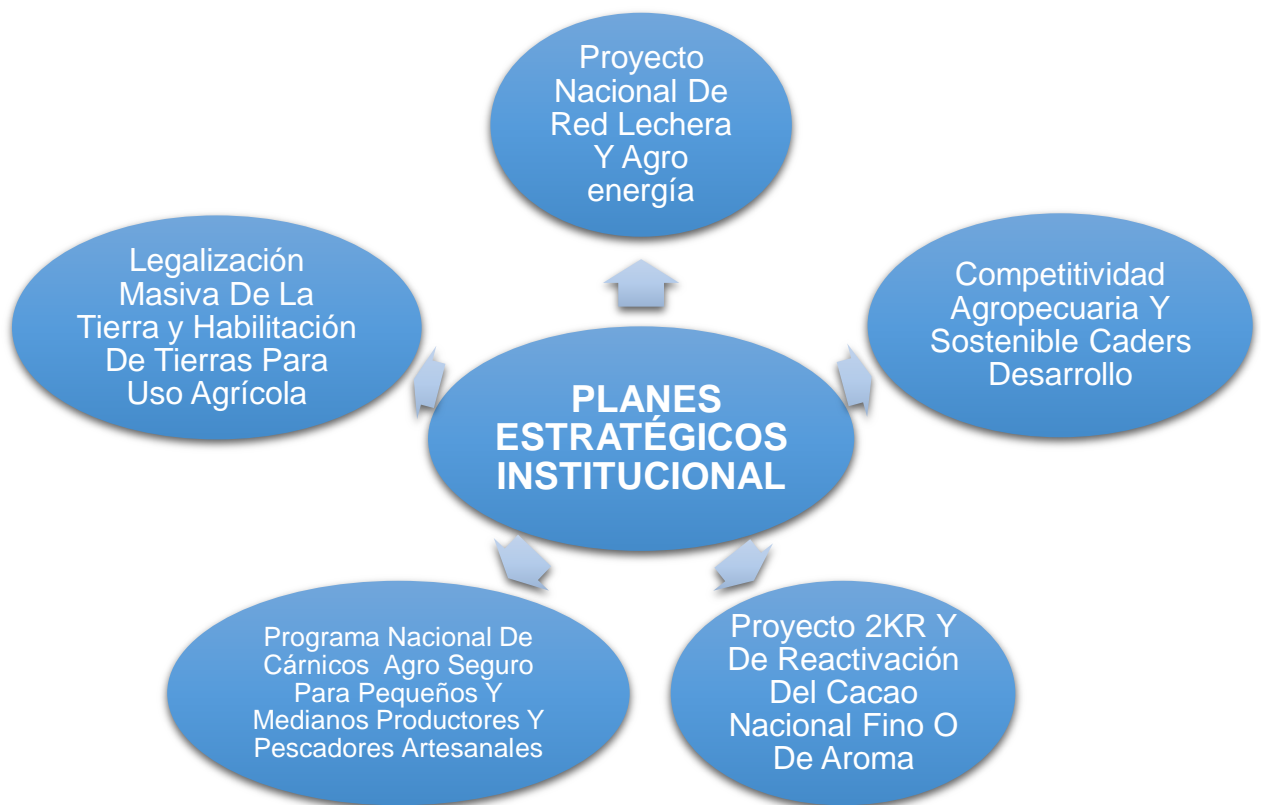 Proyecto
Nacional De
Red Lechera
Y Agro
energía
Legalización
Masiva De La
Tierra y Habilitación
De Tierras Para
Uso Agrícola
Competitividad
Agropecuaria Y
Sostenible Caders
Desarrollo
PLANES
ESTRATÉGICOS
INSTITUCIONAL
Programa Nacional De
Cárnicos Agro Seguro
Para Pequeños Y
Medianos Productores Y
Pescadores Artesanales
Proyecto 2KR Y
De Reactivación
Del Cacao
Nacional Fino O
De Aroma